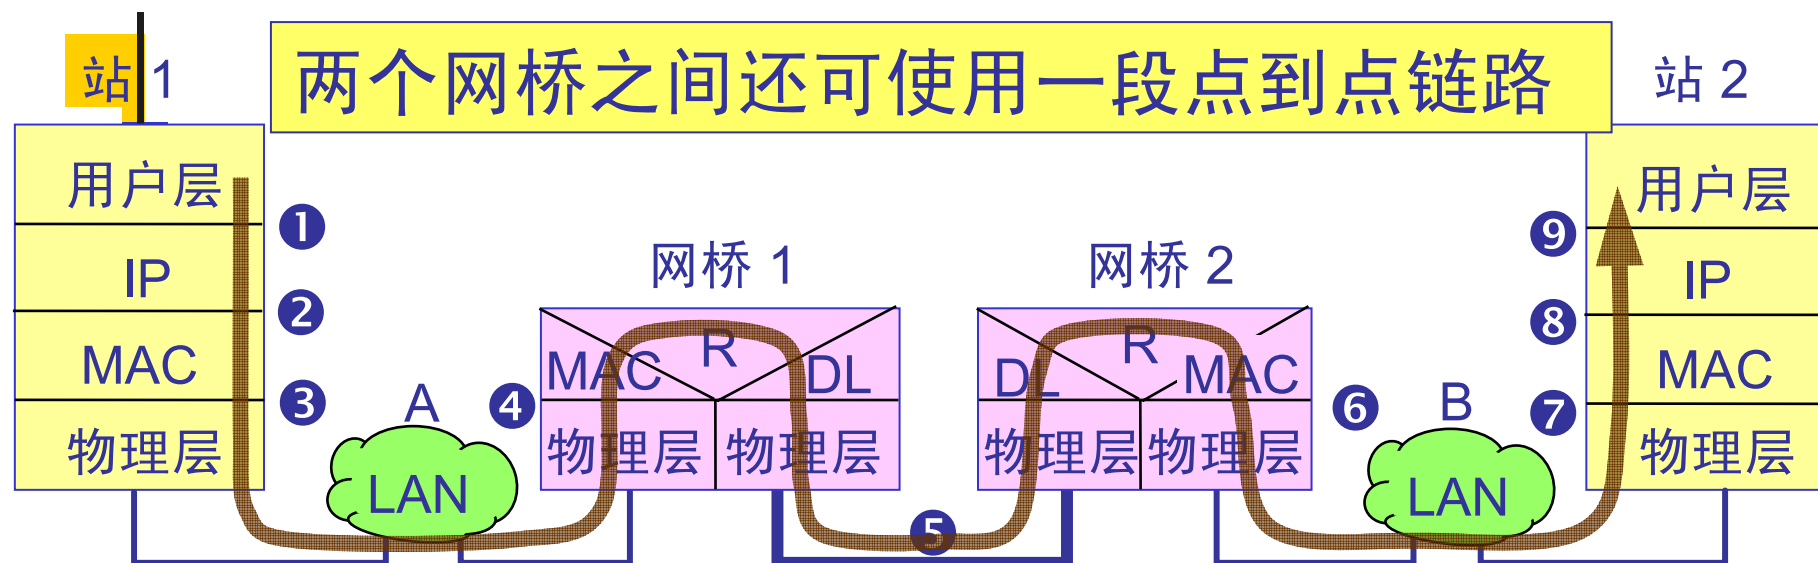 两个网桥之间还可使用一段点到点链路
站 1
站 2
用户层
IP
MAC
物理层
❶
❷
❸
A
LAN
❹
网桥 1
MAC
R
DL
物理层
物理层
❺
网桥 2
DL
R
MAC
物理层
物理层
❻
B
LAN
❾
❽
❼
用户层
IP
MAC
物理层